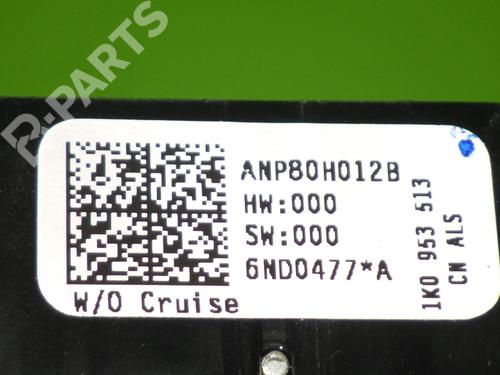 R-PARTS
ANP80H012B
HW:000
SW:000
6ND0477*A
W/O Cruise
1K0 953 513
CN ALS